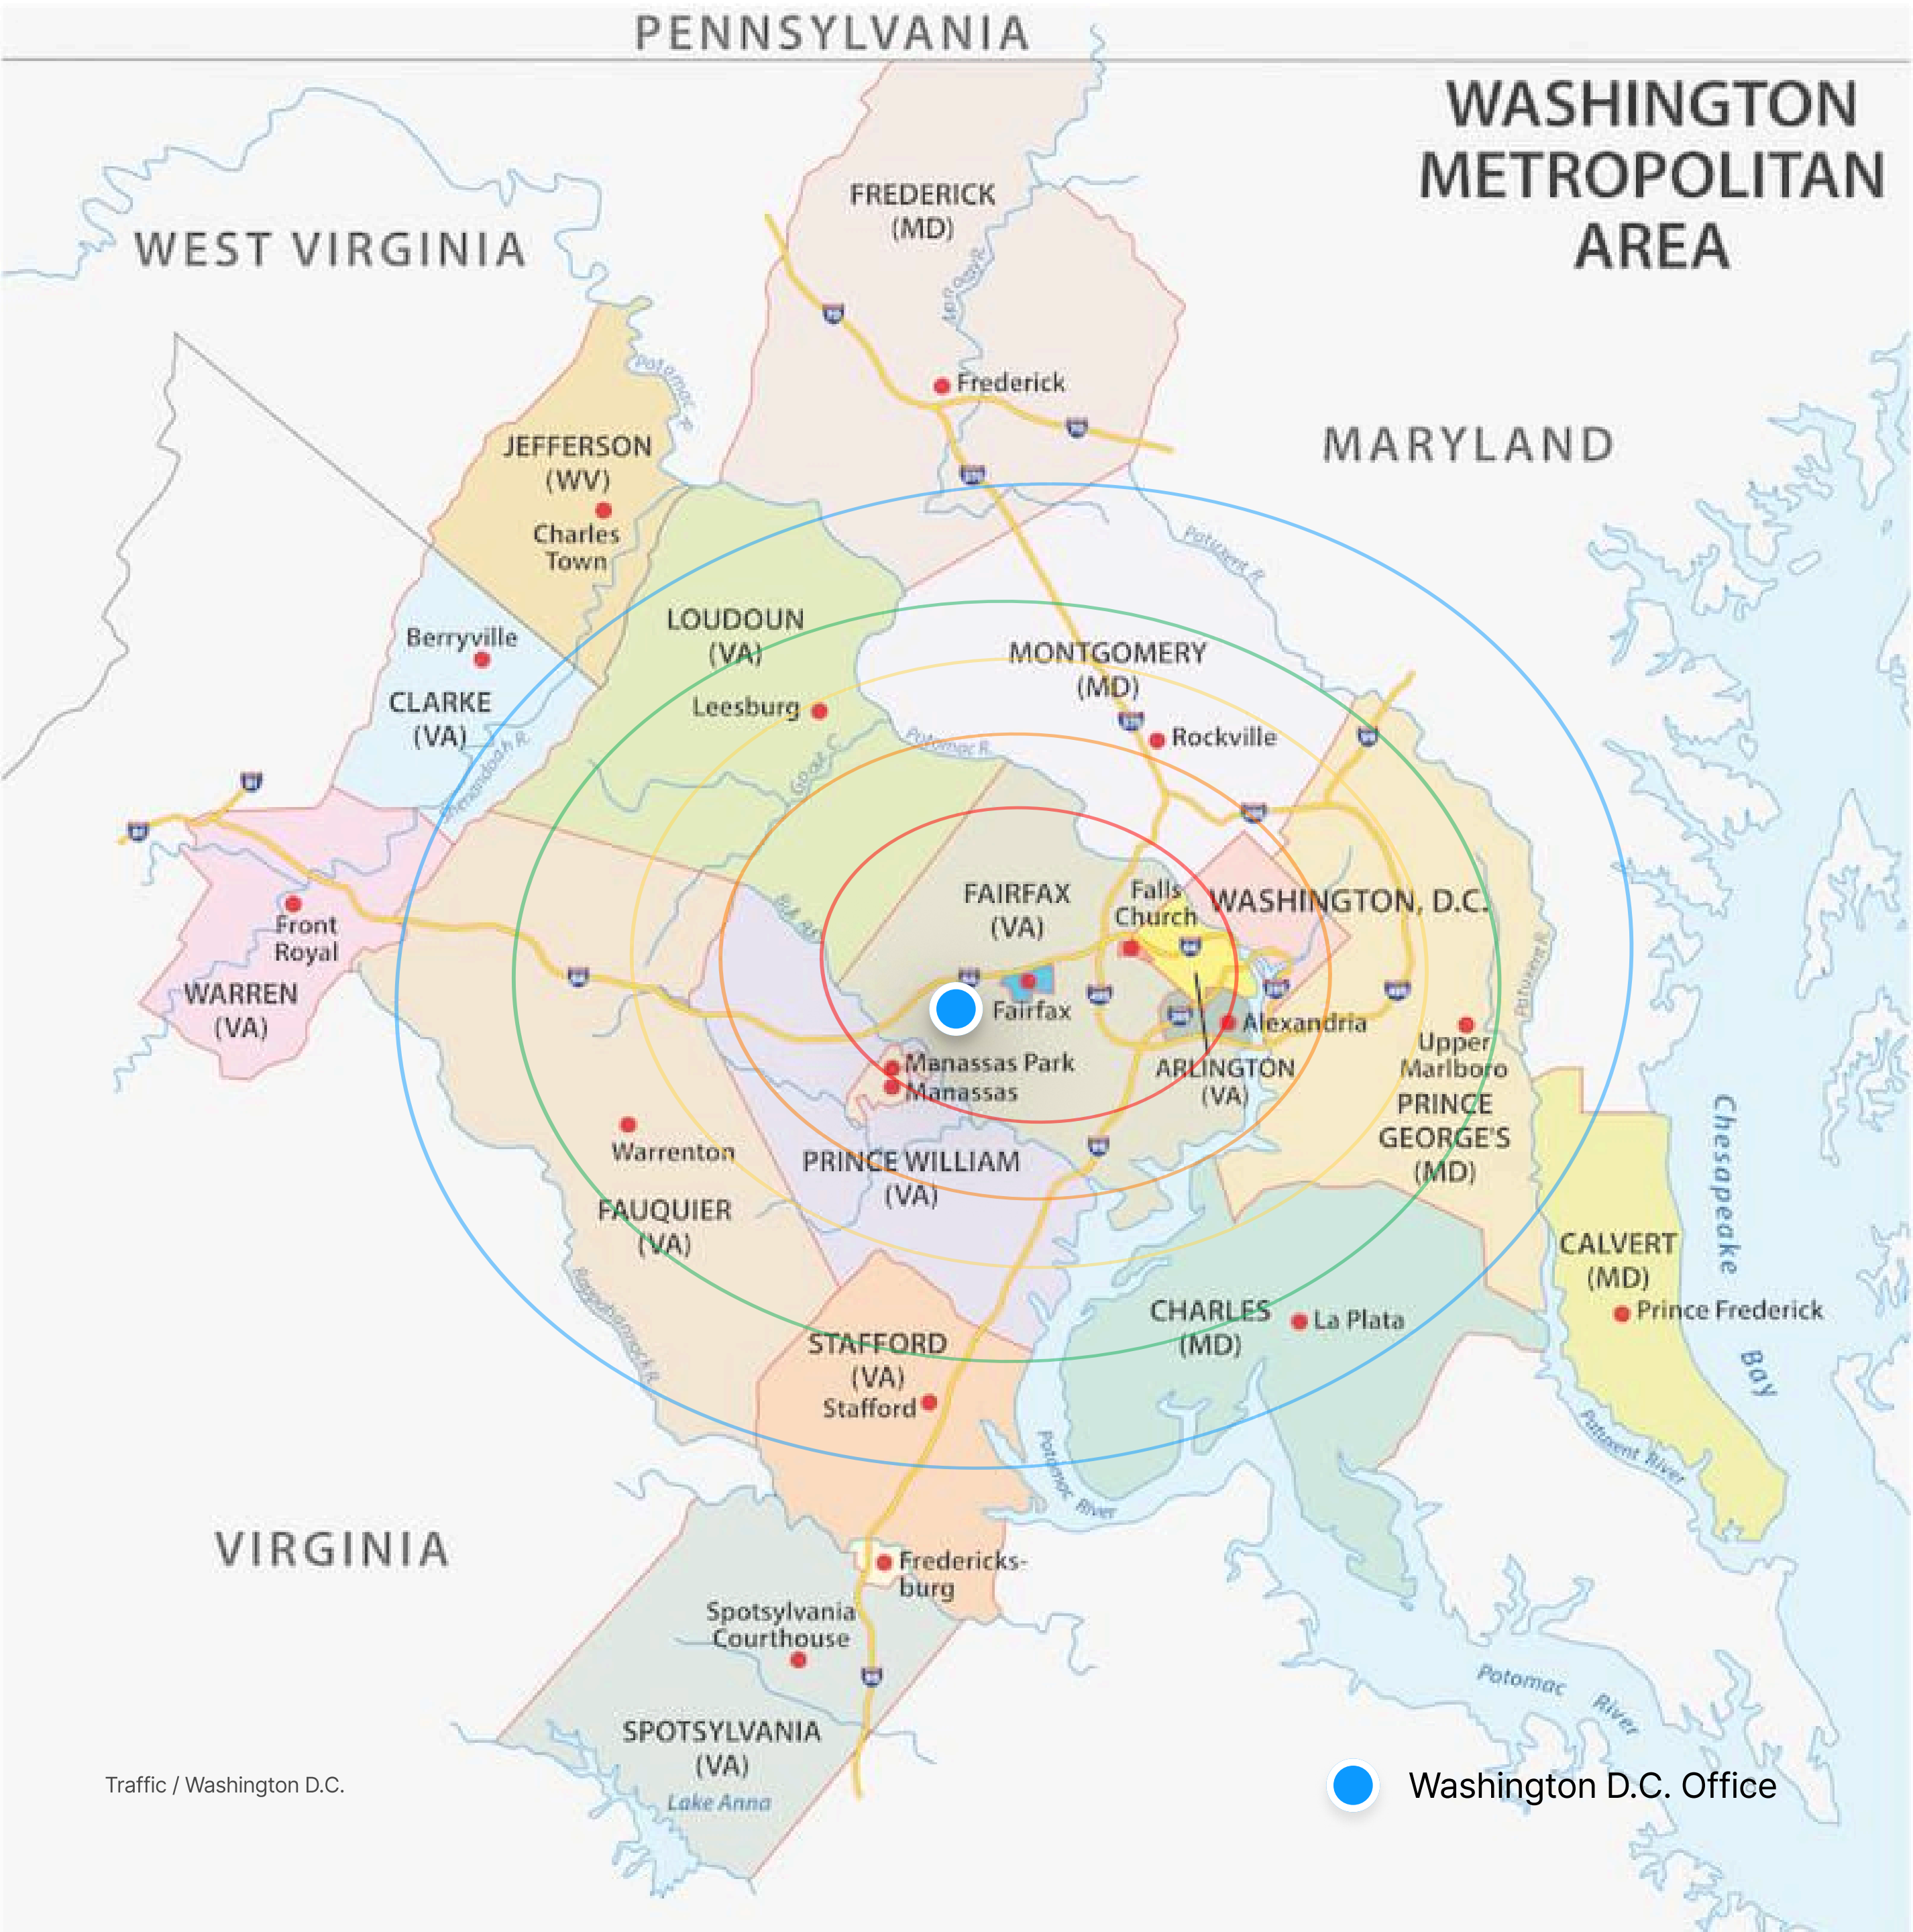 PENNSYLVANIA
WASHINGTON
METROPOLITAN
AREA
FREDERICK
(MD)
WEST VIRGINIA
Potomac R.
Frederick
MARYLAND
JEFFERSON
(WV)
Charles
Town
Patuxent R.
LOUDOUN
(VA)
Berryville
MONTGOMERY
(MD)
CLARKE
(VA)
Leesburg
Rockville
Potomac R.
Shenandoah R.
FAIRFAX
(VA)
Falls
Church
WASHINGTON, D.C.
Front
Royal
WARREN
(VA)
Patuxent R.
Fairfax
Alexandria
Upper
Marlboro
Manassas Park
Manassas
ARLINGTON
(VA)
PRINCE
GEORGE'S
(MD)
Chesapeake
Bay
Warrenton
PRINCE WILLIAM
(VA)
FAUQUIER
(VA)
CALVERT
(MD)
Prince Frederick
CHARLES
(MD)
La Plata
STAFFORD
(VA)
Stafford
Potomac River
Patuxent River
VIRGINIA
Fredericks-
burg
Spotsylvania
Courthouse
Potomac River
SPOTSYLVANIA
(VA)
Lake Anna
Traffic / Washington D.C.
Washington D.C. Office